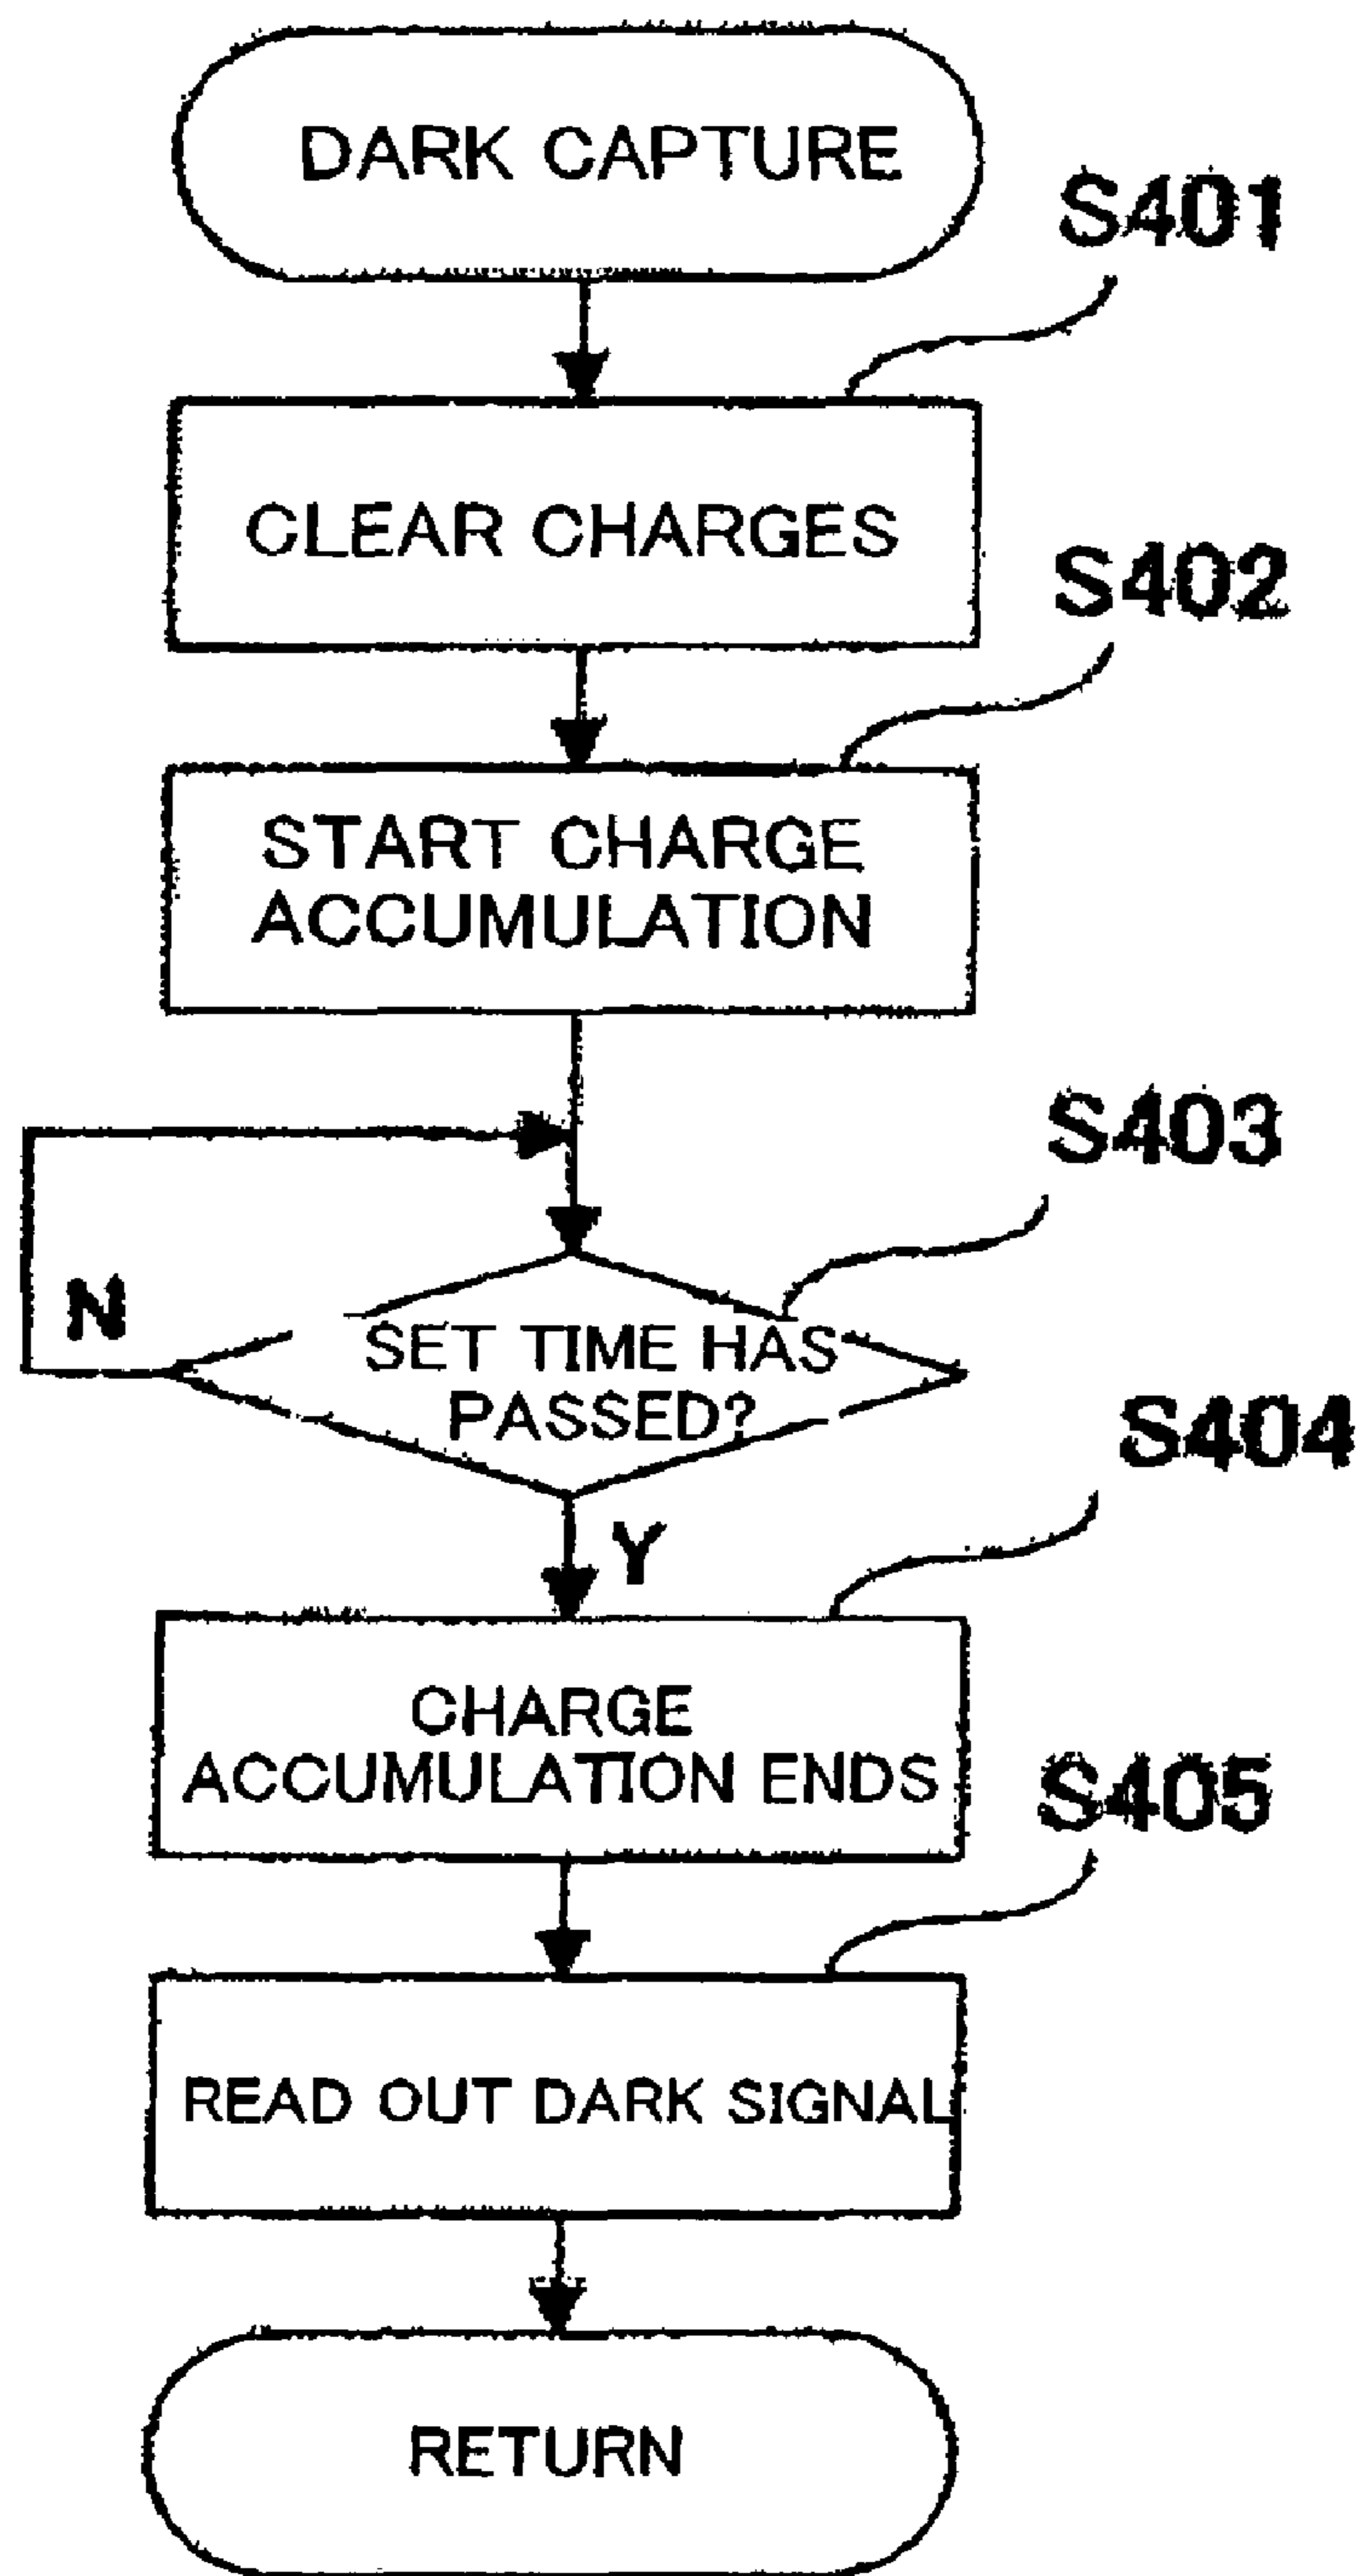 DARK CAPTURE
S401
CLEAR CHARGES
S402
START CHARGE
ACCUMULATION
S403
N
SET TIME HAS
PASSED?
S404
Y
CHARGE
ACCUMULATION ENDS
S405
READ OUT DARK SIGNAL
RETURN